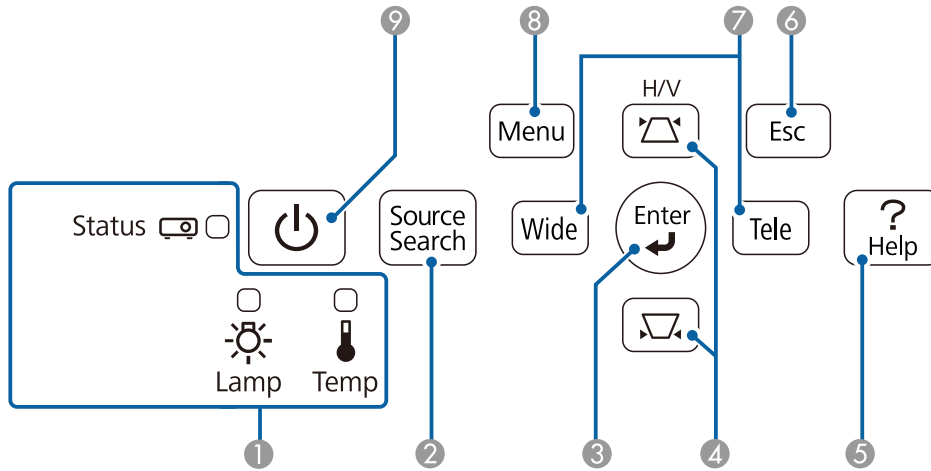 9
8
7
6
H/V
Menu
Esc
Status
Source
Search
Wide
Enter
Tele
?
Help
Lamp
Temp
1
2
3
4
5